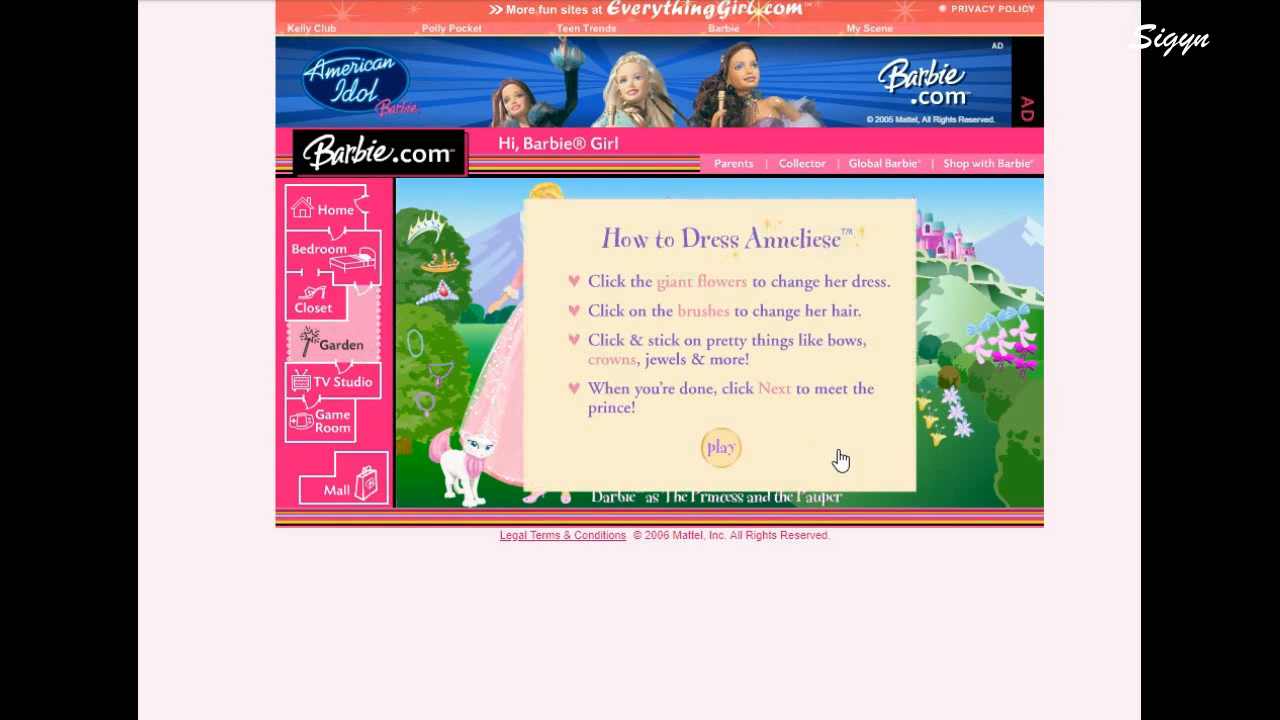 >> More fun sites at EverythingGirl.com™
PRIVACY POLICY
Kelly Club Polly Pocket Teen Trends Barbie My Scene
Sigyn
American Idol Barbie
AD
Barbie .com
AD
© 2005 Mattel, All Rights Reserved.
Barbie.com™
Hi, Barbie® Girl
Parents | Collector | Global Barbie® | Shop with Barbie®
Home
Bedroom
Closet
Garden
TV Studio
Game
Room
Mall
How to Dress Anneliese™
Click the giant flowers to change her dress.
Click on the brushes to change her hair.
Click & stick on pretty things like bows,
crowns, jewels & more!
When you're done, click Next to meet the
prince!
play
Barbie™ as The Princess and the Pauper
Legal Terms & Conditions © 2006 Mattel, Inc. All Rights Reserved.